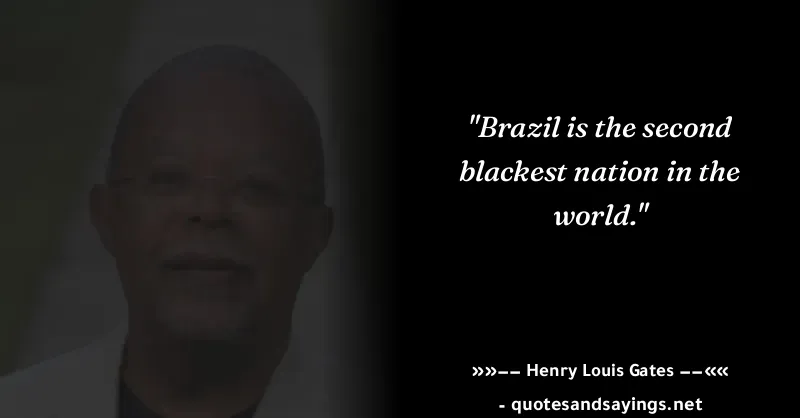 "Brazil is the second
blackest nation in the
world."
»»–– Henry Louis Gates ––««
- quotesandsayings.net